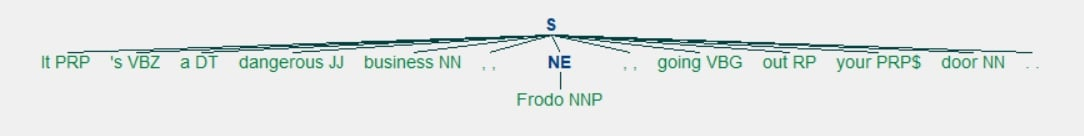 S
It PRP 's VBZ a DT dangerous JJ business NN , , NE , , going VBG out RP your PRP$ door NN . .
Frodo NNP